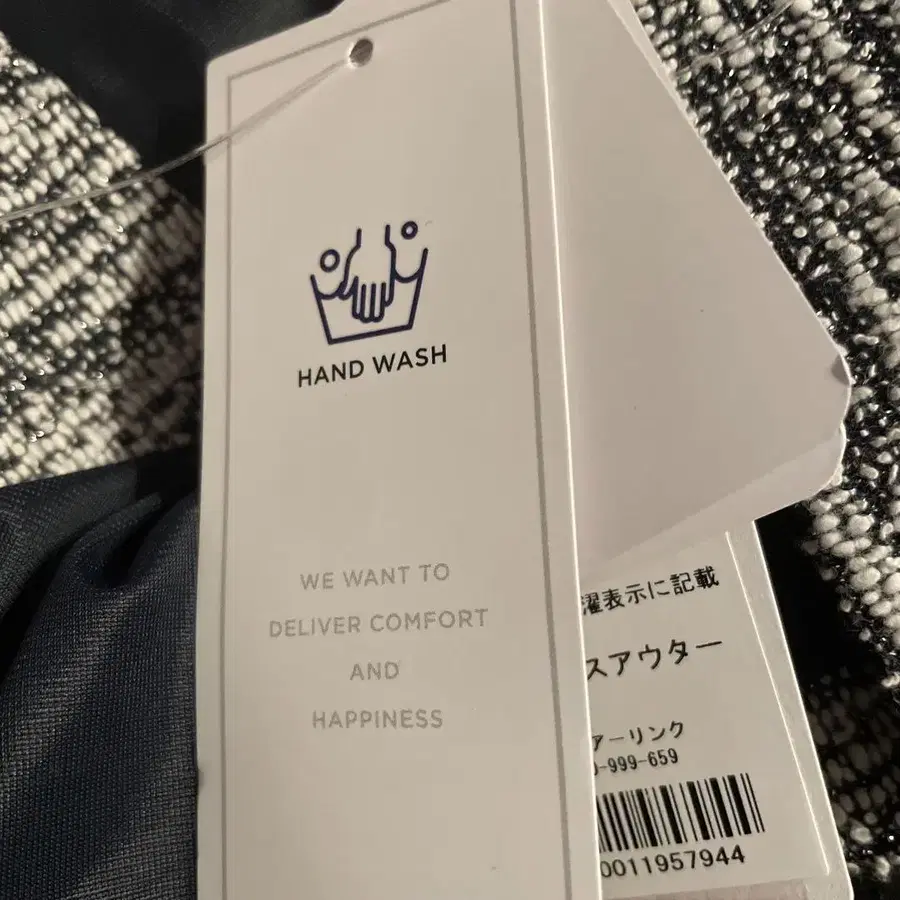 HAND WASH
WE WANT TO
DELIVER COMFORT
AND
HAPPINESS
濯表示に記載
スアウター
アーリンク
-999-659
0011957944